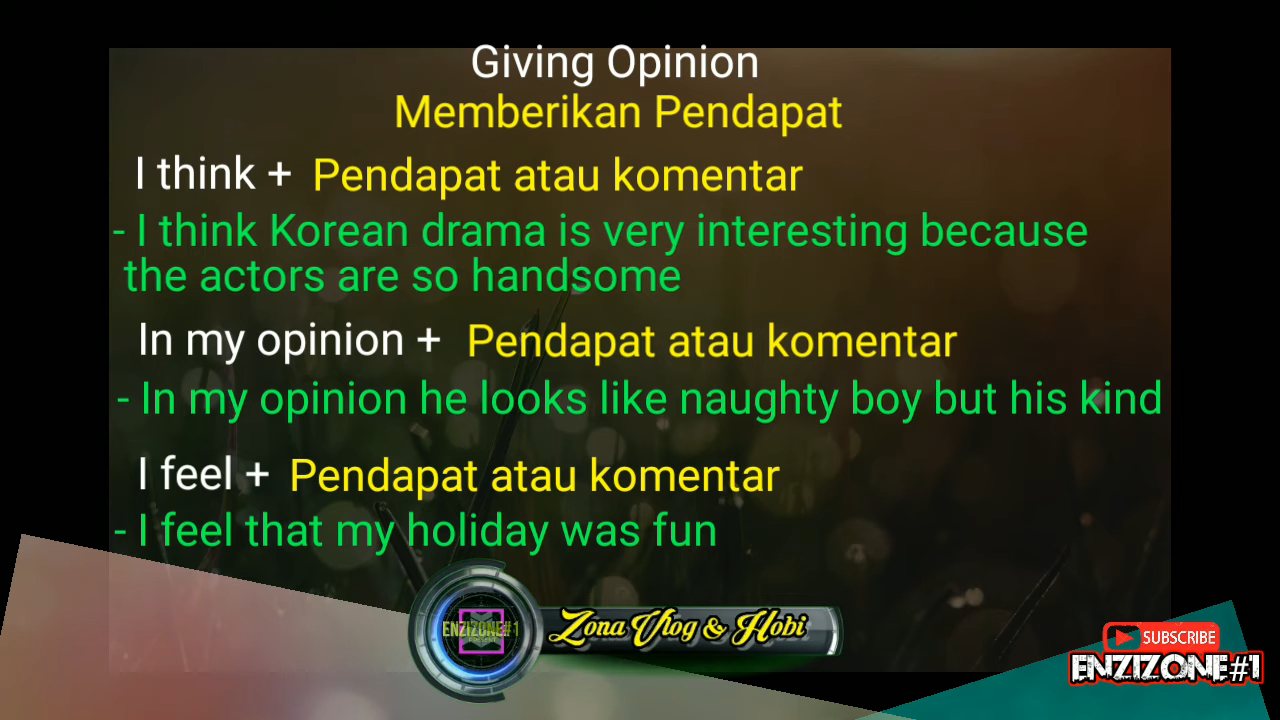 Giving Opinion
Memberikan Pendapat
I think + Pendapat atau komentar
- I think Korean drama is very interesting because
the actors are so handsome
In my opinion + Pendapat atau komentar
- In my opinion he looks like naughty boy but his kind
I feel + Pendapat atau komentar
- I feel that my holiday was fun
ENZIZONE#1
Zona Vlog & Hobi
SUBSCRIBE
ENZIZONE#1